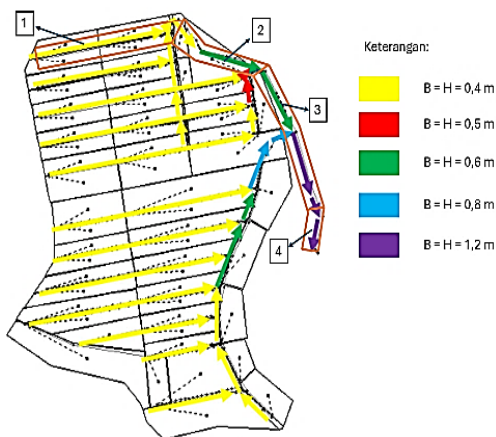 1
2
3
4
Keterangan:
B = H = 0,4 m
B = H = 0,5 m
B = H = 0,6 m
B = H = 0,8 m
B = H = 1,2 m